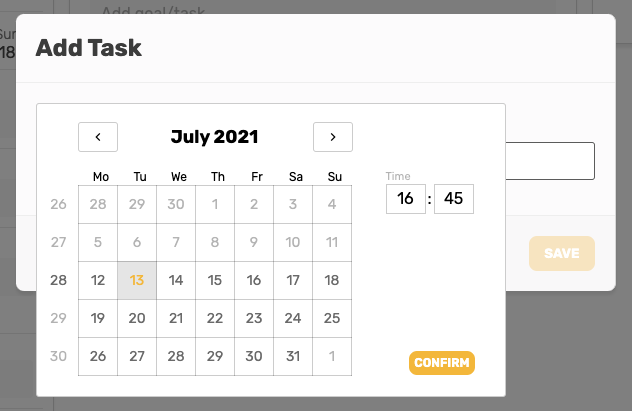 Add goal/task
Sun
18
Add Task
< July 2021 >
Mo Tu We Th Fr Sa Su
Time
26 28 29 30 1 2 3 4
16 : 45
27 5 6 7 8 9 10 11
28 12 13 14 15 16 17 18
SAVE
29 19 20 21 22 23 24 25
30 26 27 28 29 30 31 1
CONFIRM